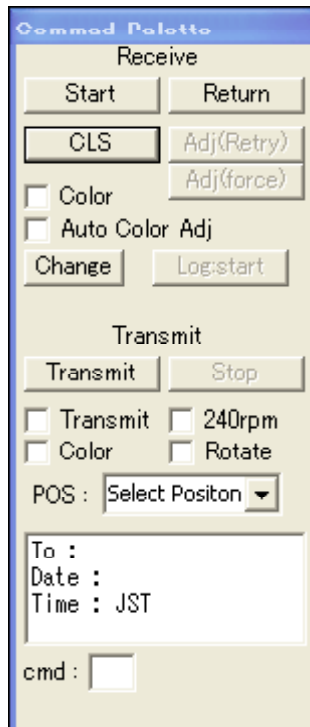 Commad Paletto
Receive
Start Return
CLS Adj(Retry)
Adj(force)
Color
Auto Color Adj
Change Log:start
Transmit
Transmit Stop
Transmit 240rpm
Color Rotate
POS : Select Positon
To :
Date :
Time : JST
cmd :